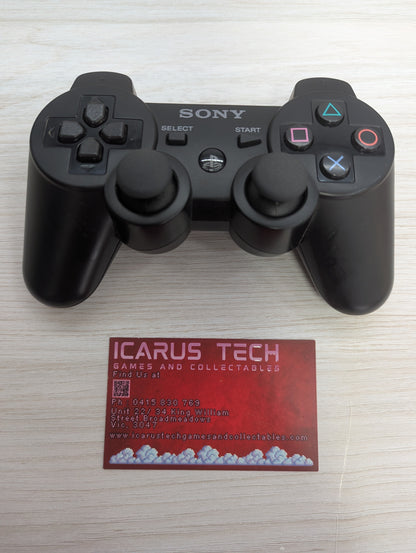 SONY
SELECT
START
ICARUS TECH
GAMES AND COLLECTABLES
Find Us at
Ph :0415 830 769
Unit 22/ 34 King William
Street Broadmeadows
Vic, 3047
www.icarustechgamesandcollectables.com